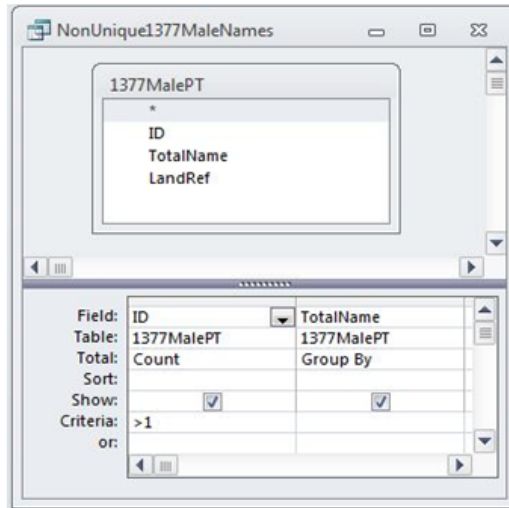 NonUnique1377MaleNames
1377MalePT
*
ID
TotalName
LandRef
Field: ID TotalName
Table: 1377MalePT 1377MalePT
Total: Count Group By
Sort:
Show:
Criteria: >1
or: